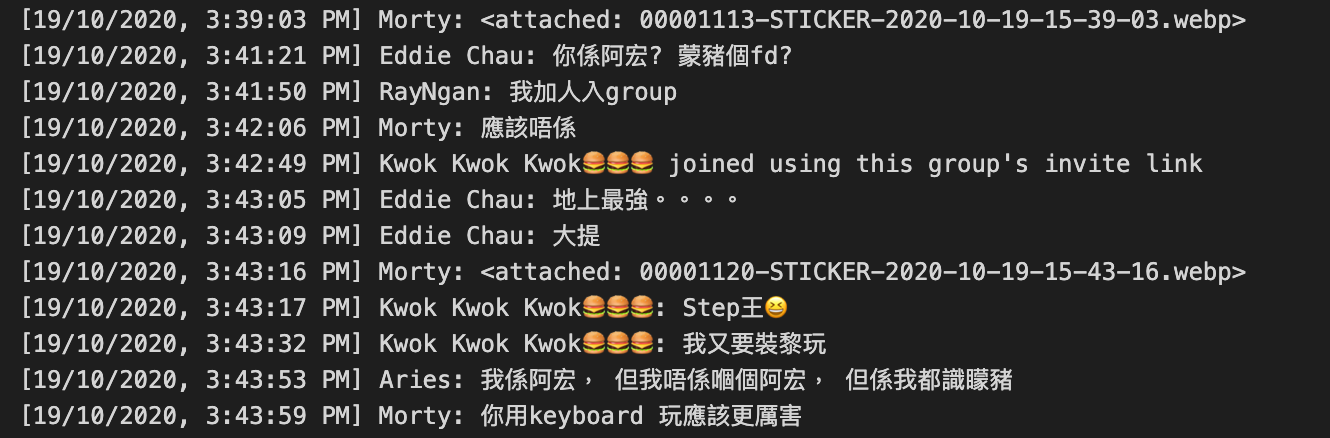 [19/10/2020, 3:39:03 PM] Morty: <attached: 00001113-STICKER-2020-10-19-15-39-03.webp>
[19/10/2020, 3:41:21 PM] Eddie Chau: 你係阿宏? 蒙豬個fd?
[19/10/2020, 3:41:50 PM] RayNgan: 我加人入group
[19/10/2020, 3:42:06 PM] Morty: 應該唔係
[19/10/2020, 3:42:49 PM] Kwok Kwok Kwok🍔🍔🍔 joined using this group's invite link
[19/10/2020, 3:43:05 PM] Eddie Chau: 地上最強。。。。
[19/10/2020, 3:43:09 PM] Eddie Chau: 大提
[19/10/2020, 3:43:16 PM] Morty: <attached: 00001120-STICKER-2020-10-19-15-43-16.webp>
[19/10/2020, 3:43:17 PM] Kwok Kwok Kwok🍔🍔🍔: Step王😆
[19/10/2020, 3:43:32 PM] Kwok Kwok Kwok🍔🍔🍔: 我又要裝黎玩
[19/10/2020, 3:43:53 PM] Aries: 我係阿宏， 但我唔係嗰個阿宏， 但係我都識矇豬
[19/10/2020, 3:43:59 PM] Morty: 你用keyboard 玩應該更厲害